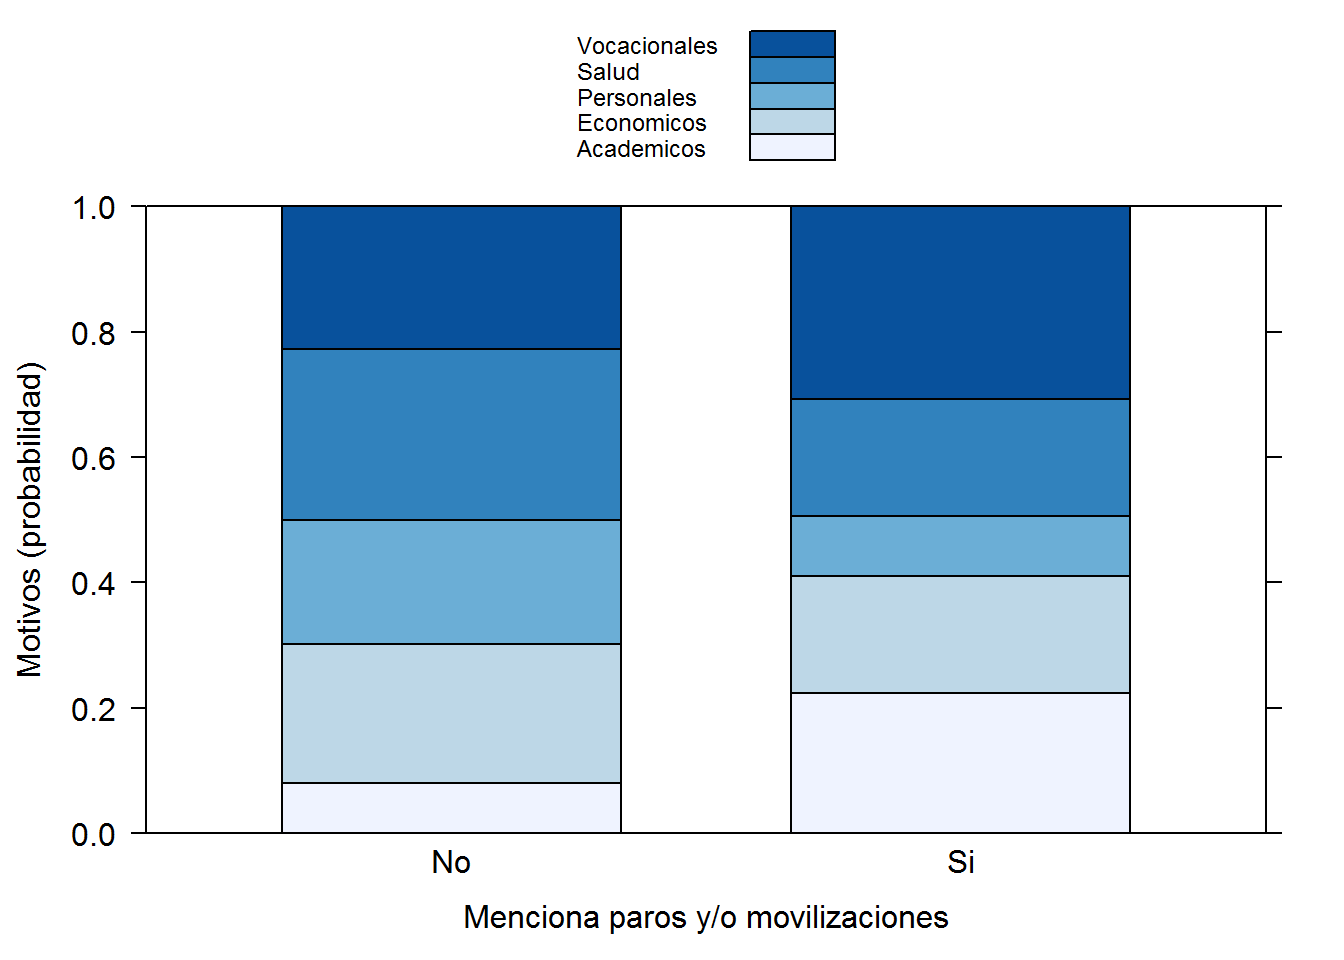 Vocacionales
Salud
Personales
Economicos
Academicos
1.0
0.8
0.6
0.4
0.2
0.0
Motivos (probabilidad)
No Si
Menciona paros y/o movilizaciones